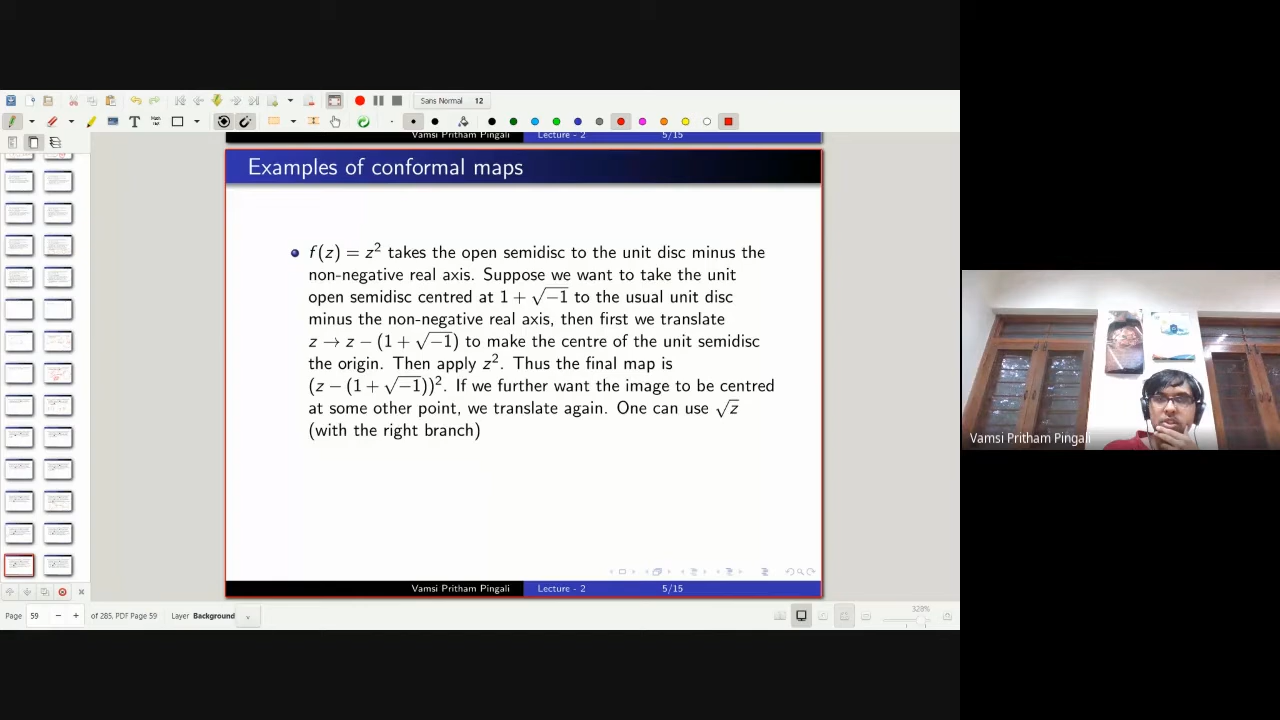 Sans Normal 12
Vamsi Pritham Pingali Lecture - 2 5/15
Examples of conformal maps
f(z) = z² takes the open semidisc to the unit disc minus the
non-negative real axis. Suppose we want to take the unit
open semidisc centred at 1 + √−1 to the usual unit disc
minus the non-negative real axis, then first we translate
z → z − (1 + √−1) to make the centre of the unit semidisc
the origin. Then apply z². Thus the final map is
(z − (1 + √−1))². If we further want the image to be centred
at some other point, we translate again. One can use √z
(with the right branch)
Vamsi Pritham Pingali Lecture - 2 5/15
Page 59 of 285, PDF Page 59 Layer Background 320%
Vamsi Pritham Pingali